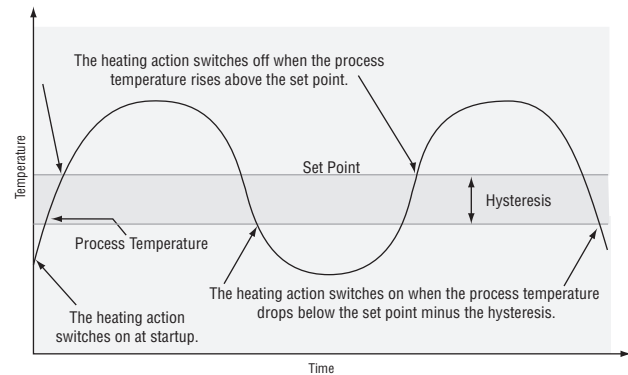 The heating action switches off when the process
temperature rises above the set point.
Temperature
Set Point
Hysteresis
Process Temperature
The heating action switches on when the process temperature
drops below the set point minus the hysteresis.
The heating action
switches on at startup.
Time